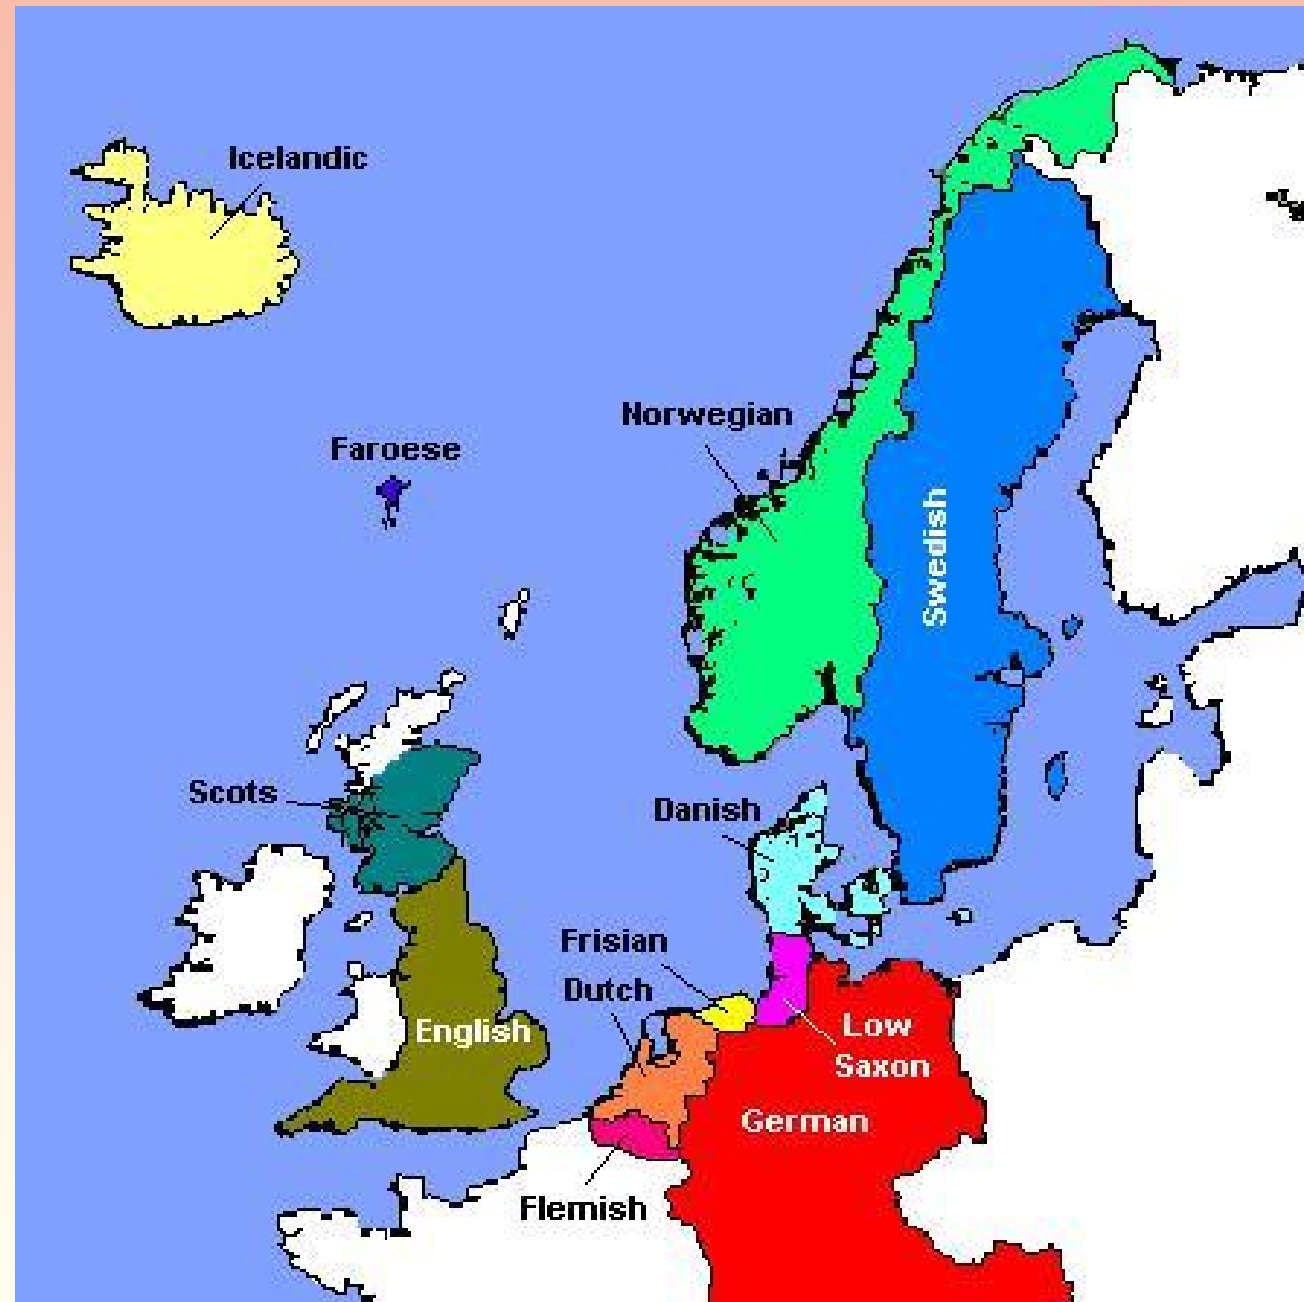 Icelandic
Norwegian
Faroese
Swedish
Scots
Danish
Frisian
Dutch
English
Low
Saxon
German
Flemish